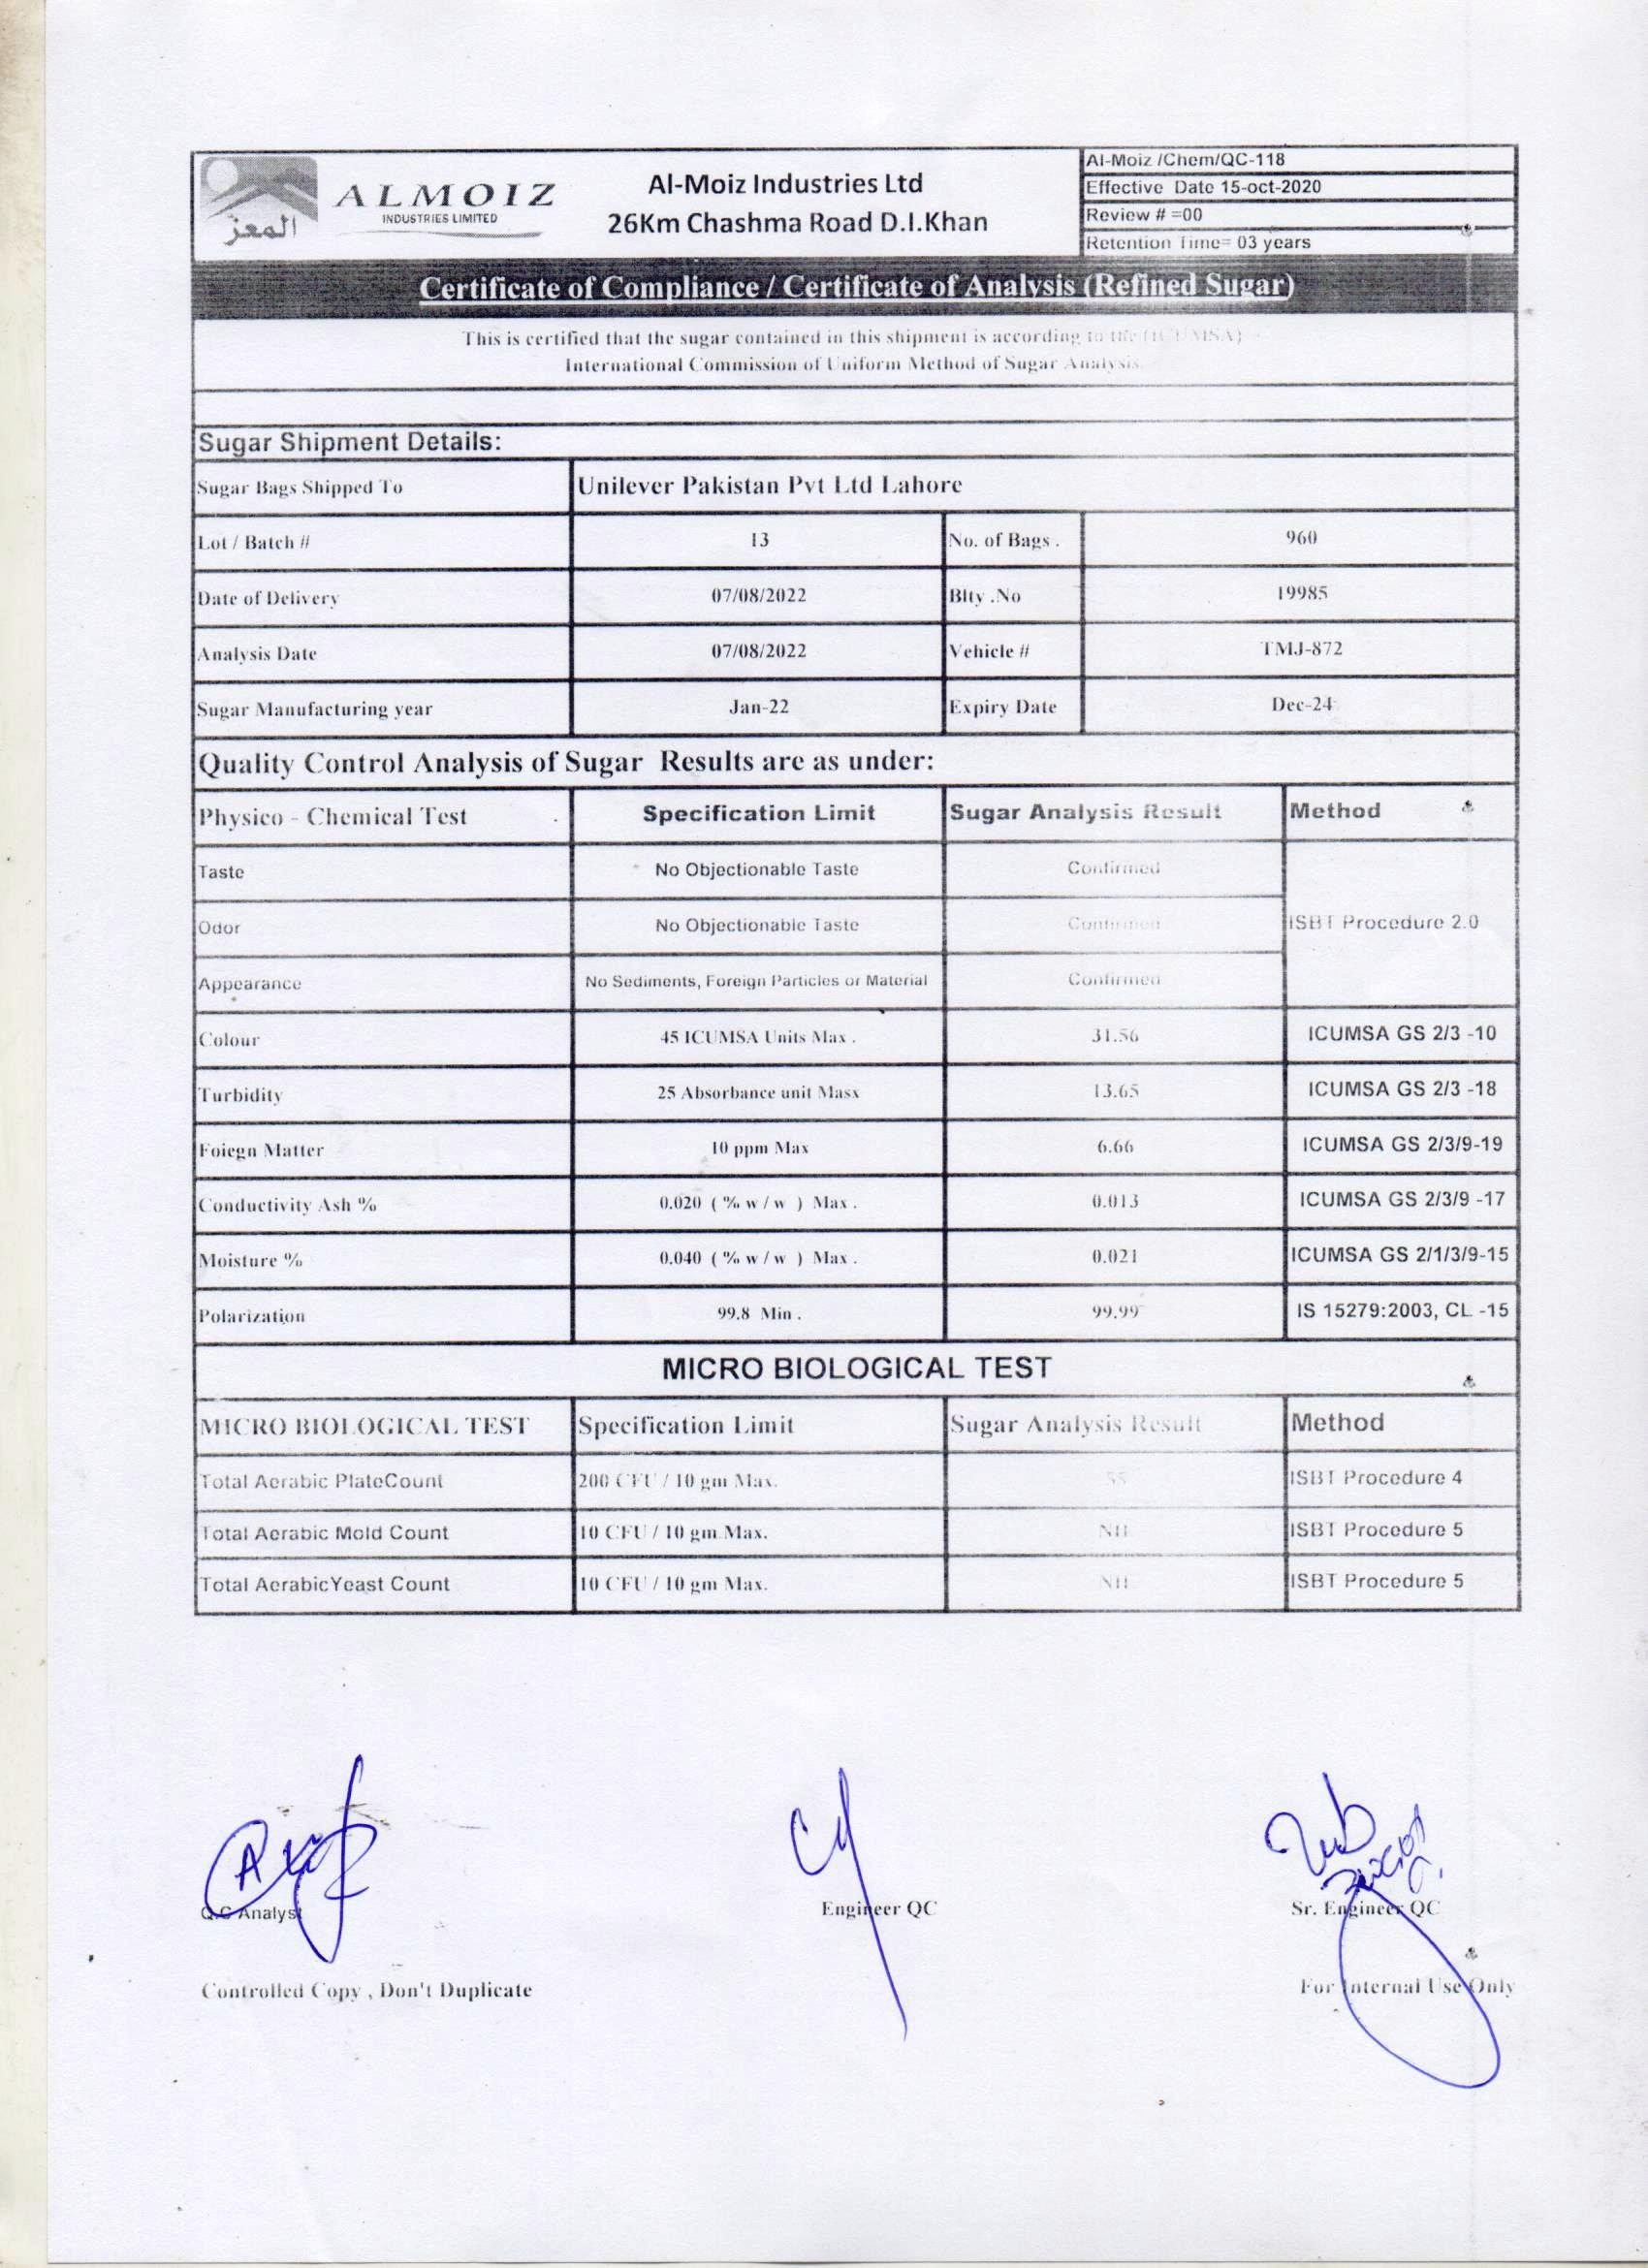 المعز
ALMOIZ
INDUSTRIES LIMITED
Al-Moiz Industries Ltd
26Km Chashma Road D.I.Khan
Al-Moiz /Chem/QC-118
Effective Date 15-oct-2020
Review # =00
Retention Time= 03 years
Certificate of Compliance / Certificate of Analysis (Refined Sugar)
This is certified that the sugar contained in this shipment is according to the (ICUMSA)
International Commission of Uniform Method of Sugar Analysis.
Sugar Shipment Details:
Sugar Bags Shipped To Unilever Pakistan Pvt Ltd Lahore
Lot / Batch # 13 No. of Bags . 960
Date of Delivery 07/08/2022 Blty .No 19985
Analysis Date 07/08/2022 Vehicle # TMJ-872
Sugar Manufacturing year Jan-22 Expiry Date Dec-24
Quality Control Analysis of Sugar Results are as under:
Physico - Chemical Test Specification Limit Sugar Analysis Result Method
Taste No Objectionable Taste Confirmed
Odor No Objectionable Taste Confirmed ISBT Procedure 2.0
Appearance No Sediments, Foreign Particles or Material Confirmed
Colour 45 ICUMSA Units Max . 31.56 ICUMSA GS 2/3 -10
Turbidity 25 Absorbance unit Masx 13.65 ICUMSA GS 2/3 -18
Foiegn Matter 10 ppm Max 6.66 ICUMSA GS 2/3/9-19
Conductivity Ash % 0.020 ( % w / w ) Max . 0.013 ICUMSA GS 2/3/9 -17
Moisture % 0.040 ( % w / w ) Max . 0.021 ICUMSA GS 2/1/3/9-15
Polarization 99.8 Min . 99.99 IS 15279:2003, CL -15
MICRO BIOLOGICAL TEST
MICRO BIOLOGICAL TEST Specification Limit Sugar Analysis Result Method
Total Aerabic PlateCount 200 CFU / 10 gm Max. 55 ISBT Procedure 4
Total Aerabic Mold Count 10 CFU / 10 gm Max. Nil ISBT Procedure 5
Total AerabicYeast Count 10 CFU / 10 gm Max. Nil ISBT Procedure 5
Q.C Analyst Engineer QC Sr. Engineer QC
Controlled Copy , Don't Duplicate For Internal Use Only